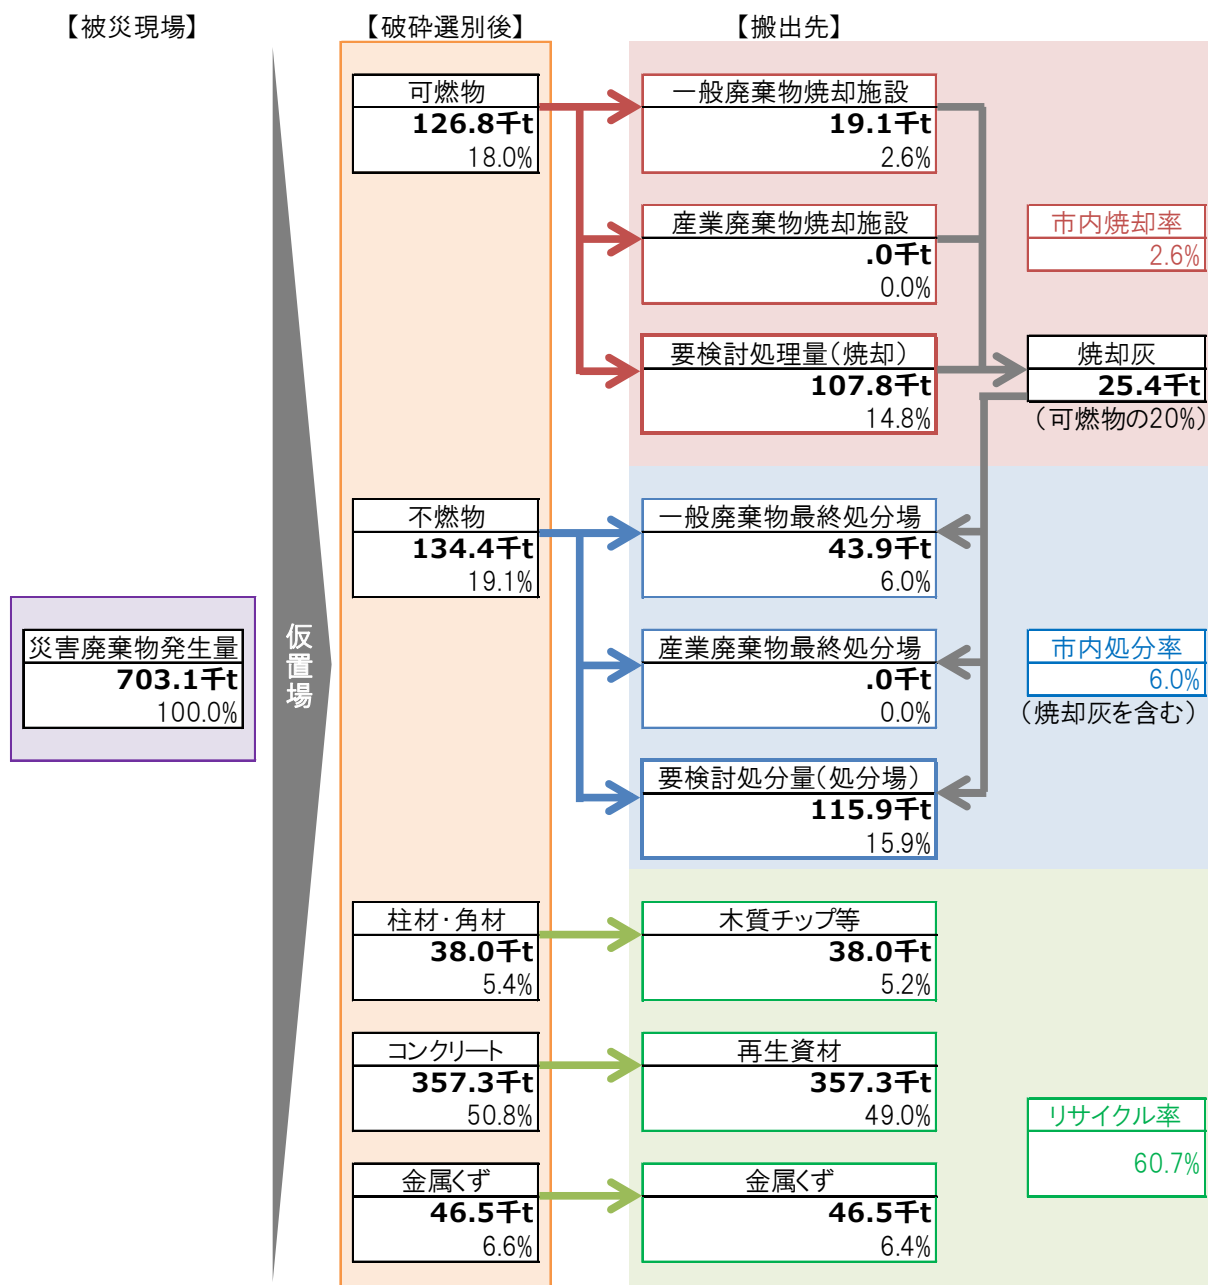 【被災現場】
【破砕選別後】
【搬出先】
災害廃棄物発生量
703.1千t
100.0%
仮置場
可燃物
126.8千t
18.0%
不燃物
134.4千t
19.1%
柱材・角材
38.0千t
5.4%
コンクリート
357.3千t
50.8%
金属くず
46.5千t
6.6%
一般廃棄物焼却施設
19.1千t
2.6%
産業廃棄物焼却施設
.0千t
0.0%
要検討処理量(焼却)
107.8千t
14.8%
市内焼却率
2.6%
焼却灰
25.4千t
(可燃物の20%)
一般廃棄物最終処分場
43.9千t
6.0%
産業廃棄物最終処分場
.0千t
0.0%
要検討処分量(処分場)
115.9千t
15.9%
市内処分率
6.0%
(焼却灰を含む)
木質チップ等
38.0千t
5.2%
再生資材
357.3千t
49.0%
金属くず
46.5千t
6.4%
リサイクル率
60.7%